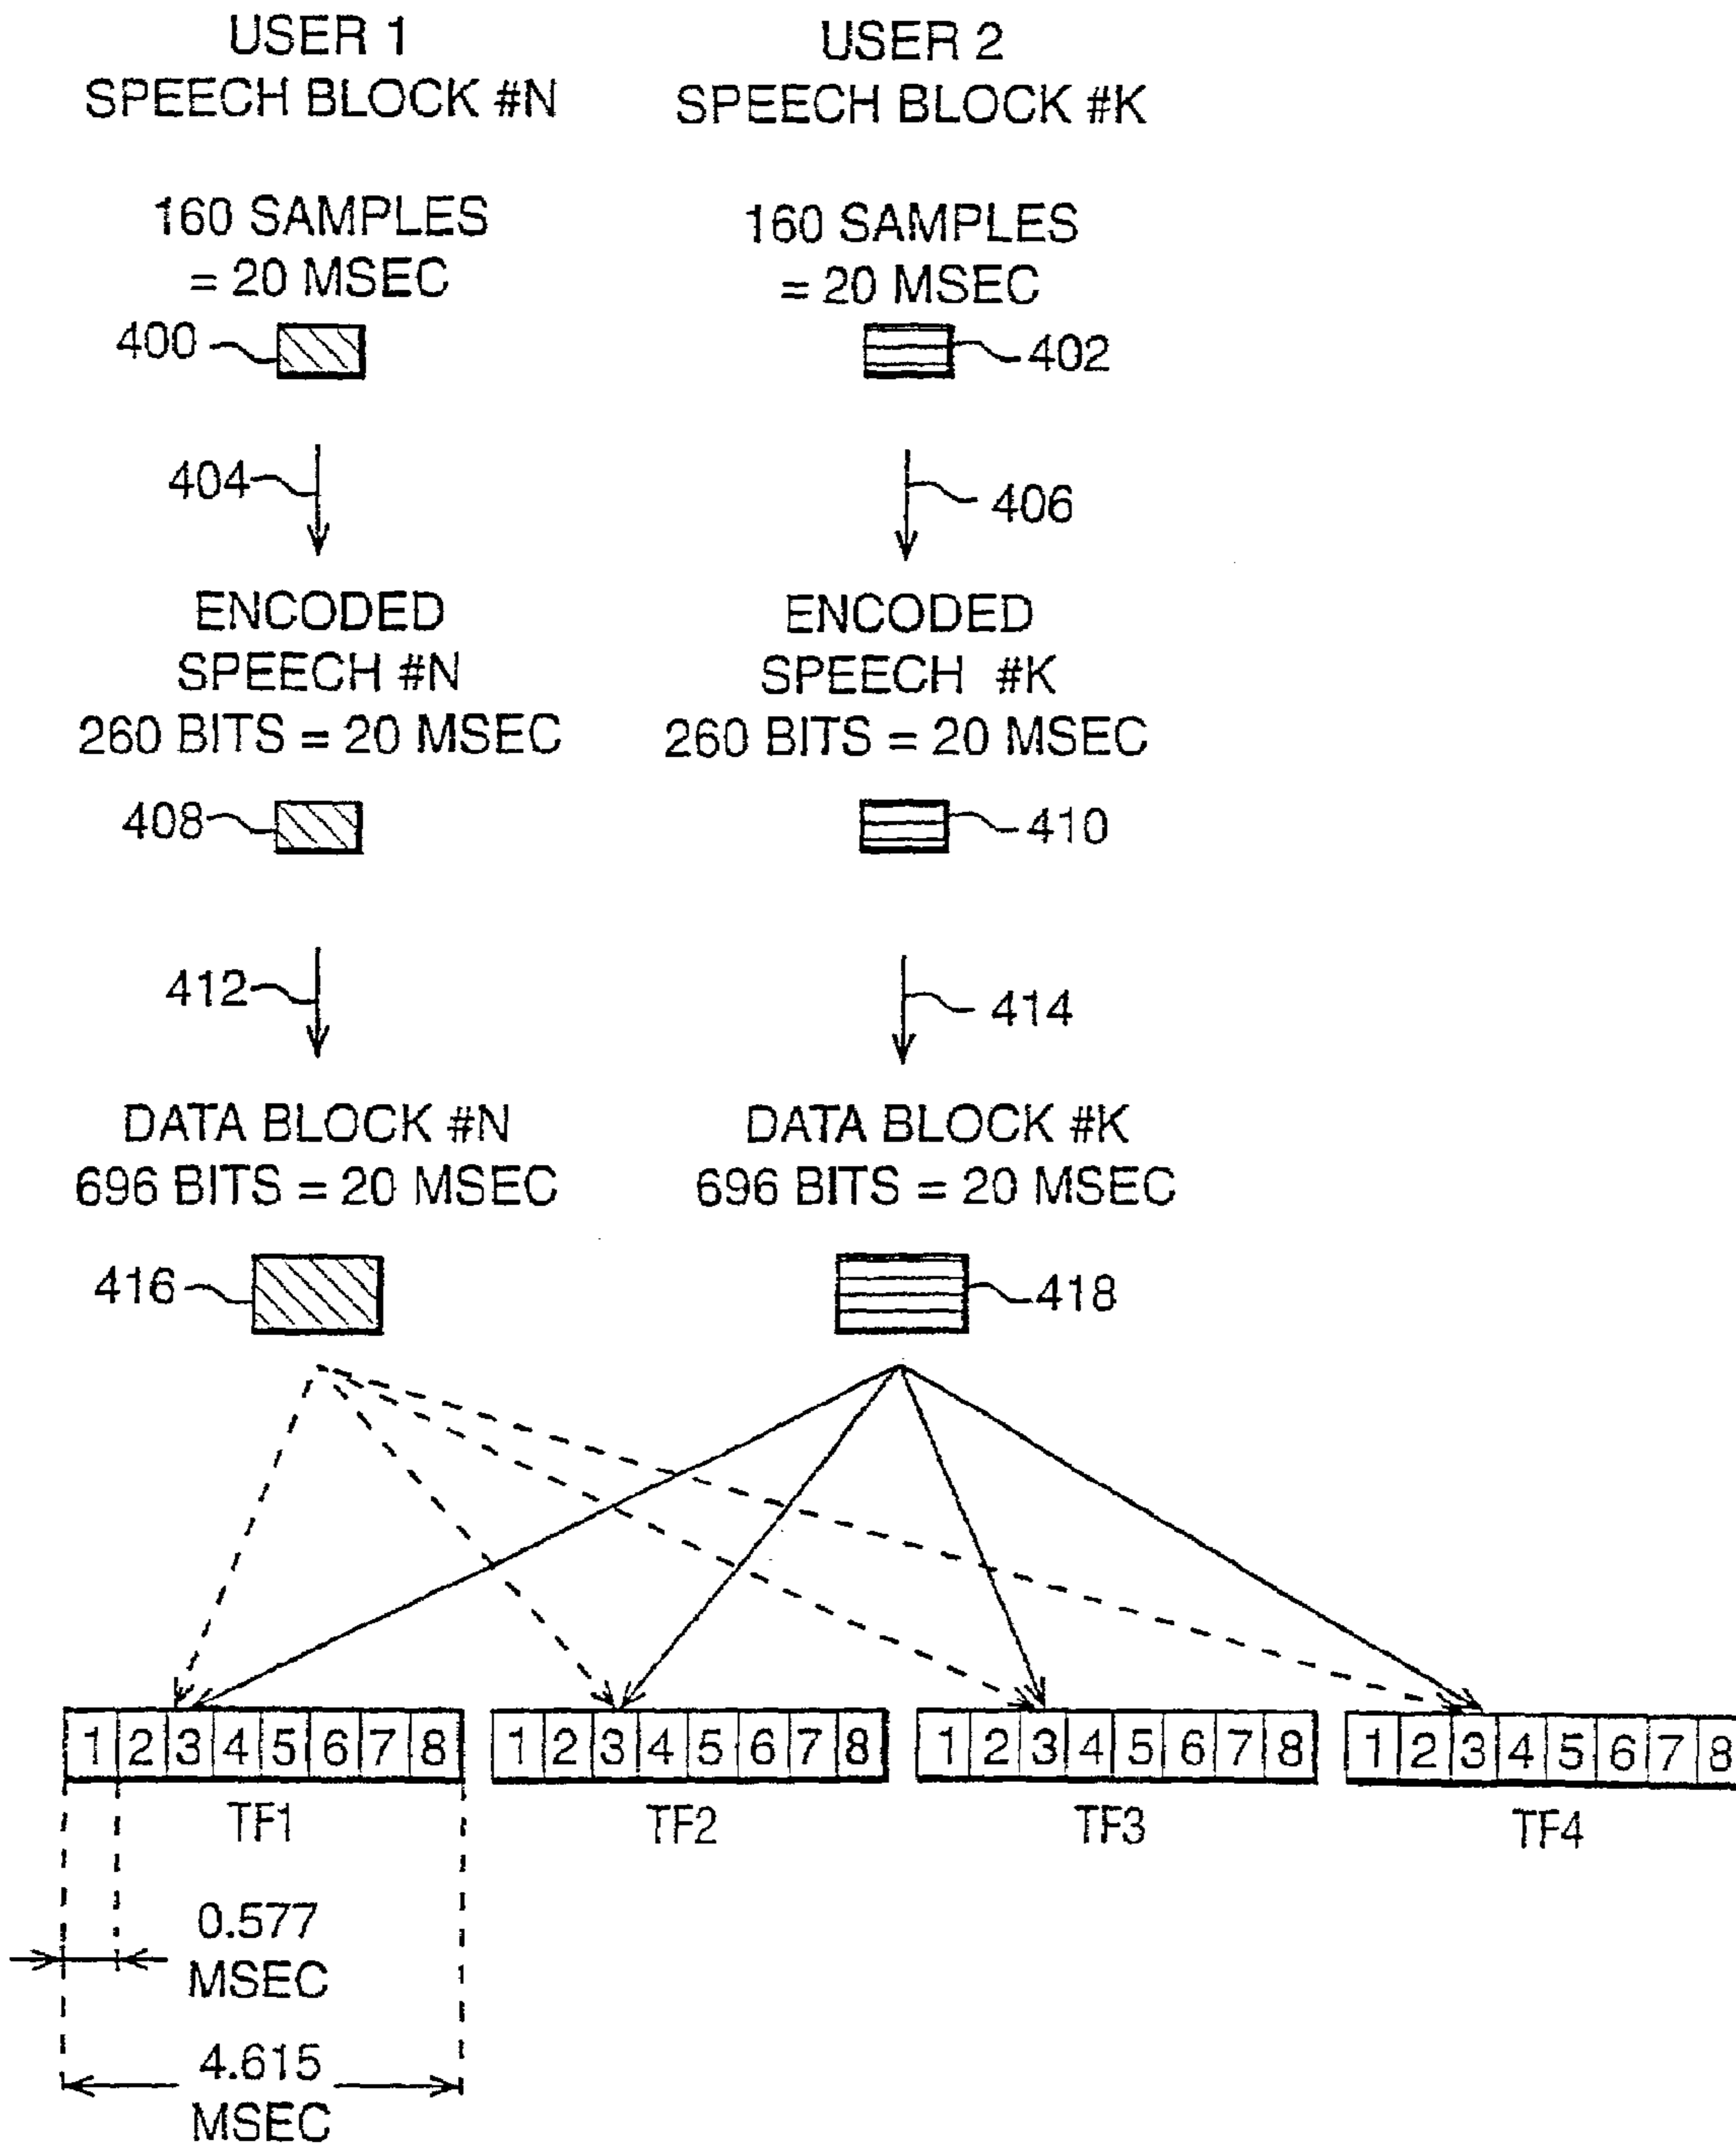 USER 1
SPEECH BLOCK #N
USER 2
SPEECH BLOCK #K
160 SAMPLES
= 20 MSEC
160 SAMPLES
= 20 MSEC
400
402
404
406
ENCODED
SPEECH #N
260 BITS = 20 MSEC
ENCODED
SPEECH #K
260 BITS = 20 MSEC
408
410
412
414
DATA BLOCK #N
696 BITS = 20 MSEC
DATA BLOCK #K
696 BITS = 20 MSEC
416
418
1 2 3 4 5 6 7 8
1 2 3 4 5 6 7 8
1 2 3 4 5 6 7 8
1 2 3 4 5 6 7 8
TF1
TF2
TF3
TF4
0.577
MSEC
4.615
MSEC